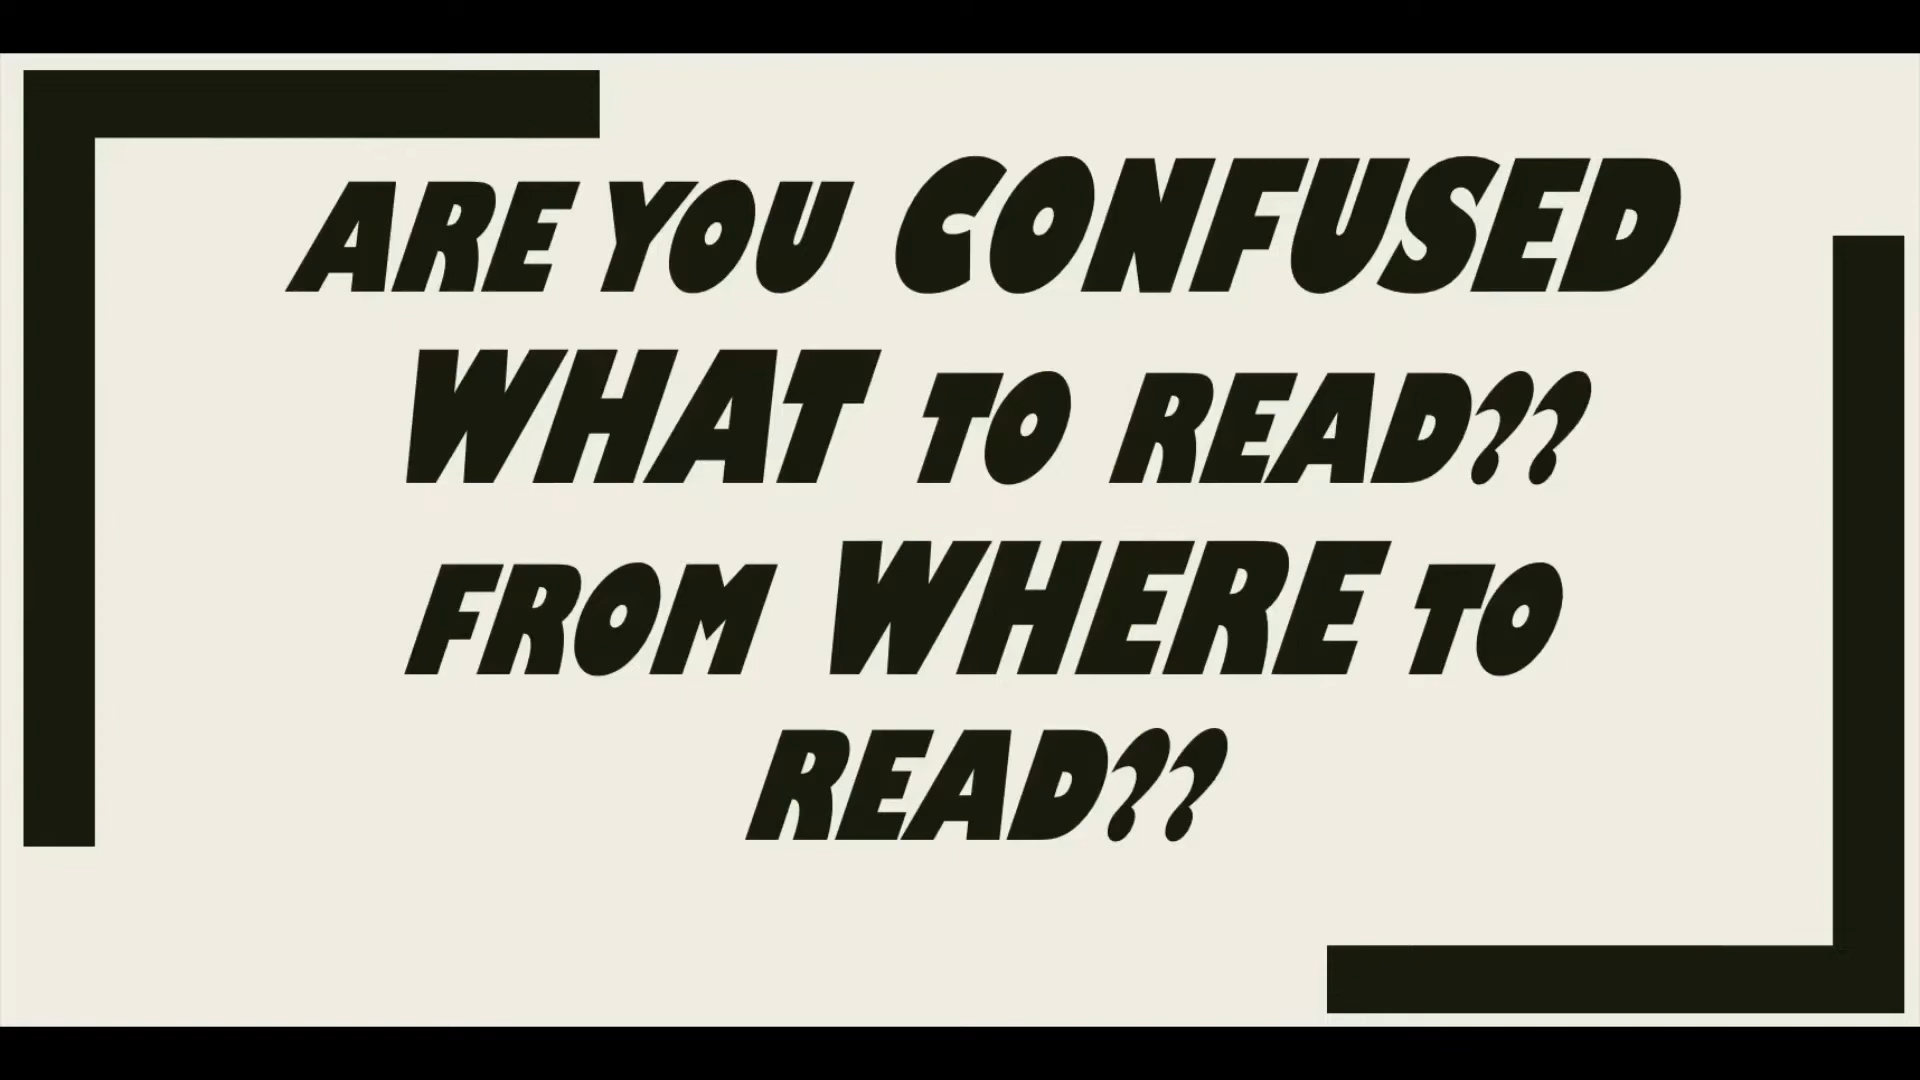 ARE YOU CONFUSED
WHAT TO READ??
FROM WHERE TO
READ??